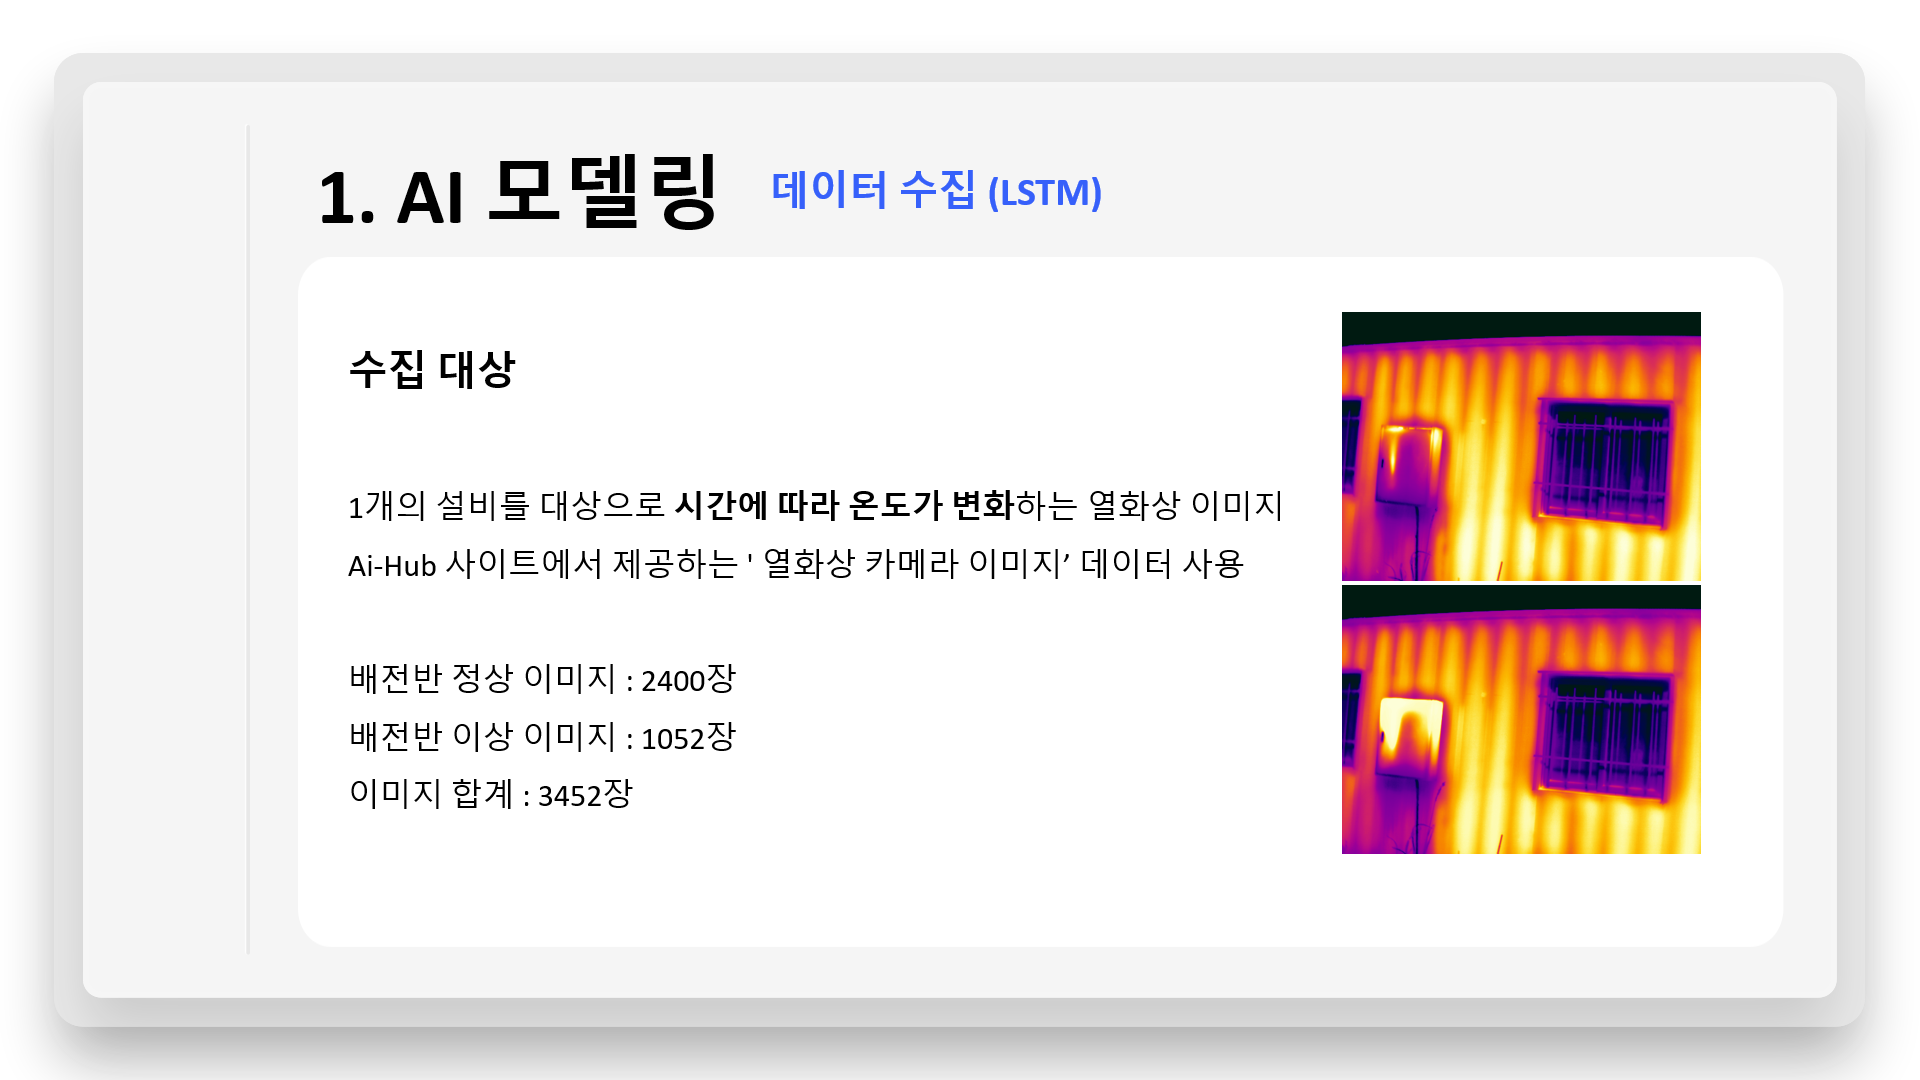 1. AI 모델링
데이터 수집 (LSTM)
수집 대상
1개의 설비를 대상으로 시간에 따라 온도가 변화하는 열화상 이미지
Ai-Hub 사이트에서 제공하는 ' 열화상 카메라 이미지’ 데이터 사용
배전반 정상 이미지 : 2400장
배전반 이상 이미지 : 1052장
이미지 합계 : 3452장